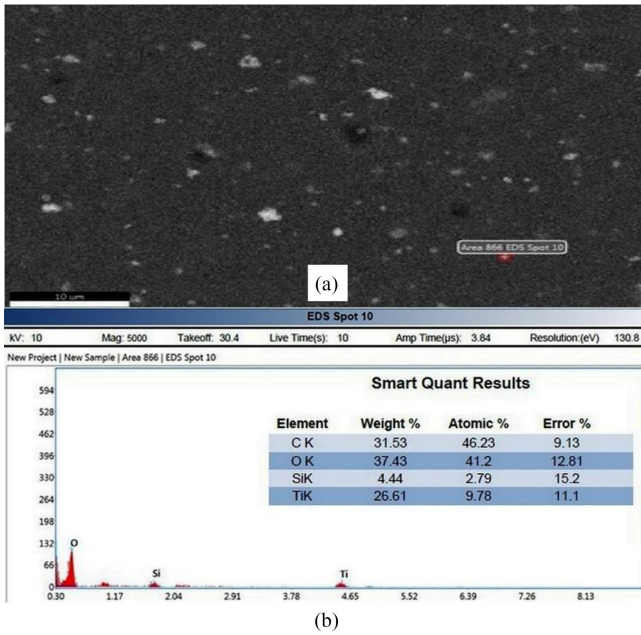 Area 866 EDS Spot 10
(a)
10 um
EDS Spot 10
kV: 10 Mag: 5000 Takeoff: 30.4 Live Time(s): 10 Amp Time(µs): 3.84 Resolution:(eV) 130.8
New Project | New Sample | Area 866 | EDS Spot 10
Smart Quant Results
Element Weight % Atomic % Error %
C K 31.53 46.23 9.13
O K 37.43 41.2 12.81
SiK 4.44 2.79 15.2
TiK 26.61 9.78 11.1
594
528
462
396
330
264
198
132
66
0
O
Si
Ti
0.30 1.17 2.04 2.91 3.78 4.65 5.52 6.39 7.26 8.13
(b)